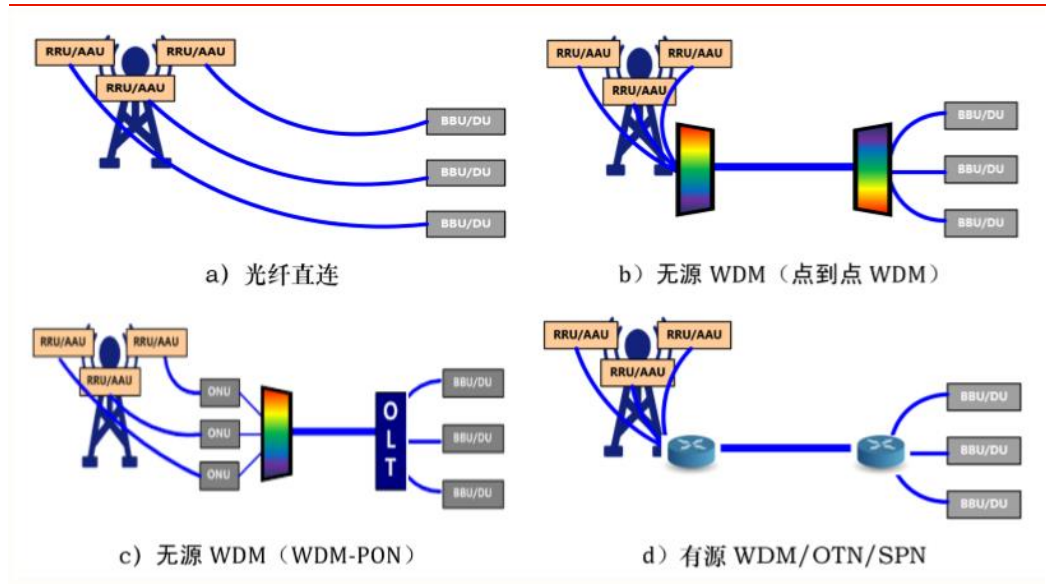 RRU/AAU
RRU/AAU
RRU/AAU
BBU/DU
BBU/DU
BBU/DU
a）光纤直连
RRU/AAU
RRU/AAU
RRU/AAU
BBU/DU
BBU/DU
BBU/DU
b）无源 WDM（点到点 WDM）
RRU/AAU
RRU/AAU
RRU/AAU
ONU
ONU
ONU
OLT
BBU/DU
BBU/DU
BBU/DU
c）无源 WDM（WDM-PON）
RRU/AAU
RRU/AAU
RRU/AAU
BBU/DU
BBU/DU
BBU/DU
d）有源 WDM/OTN/SPN